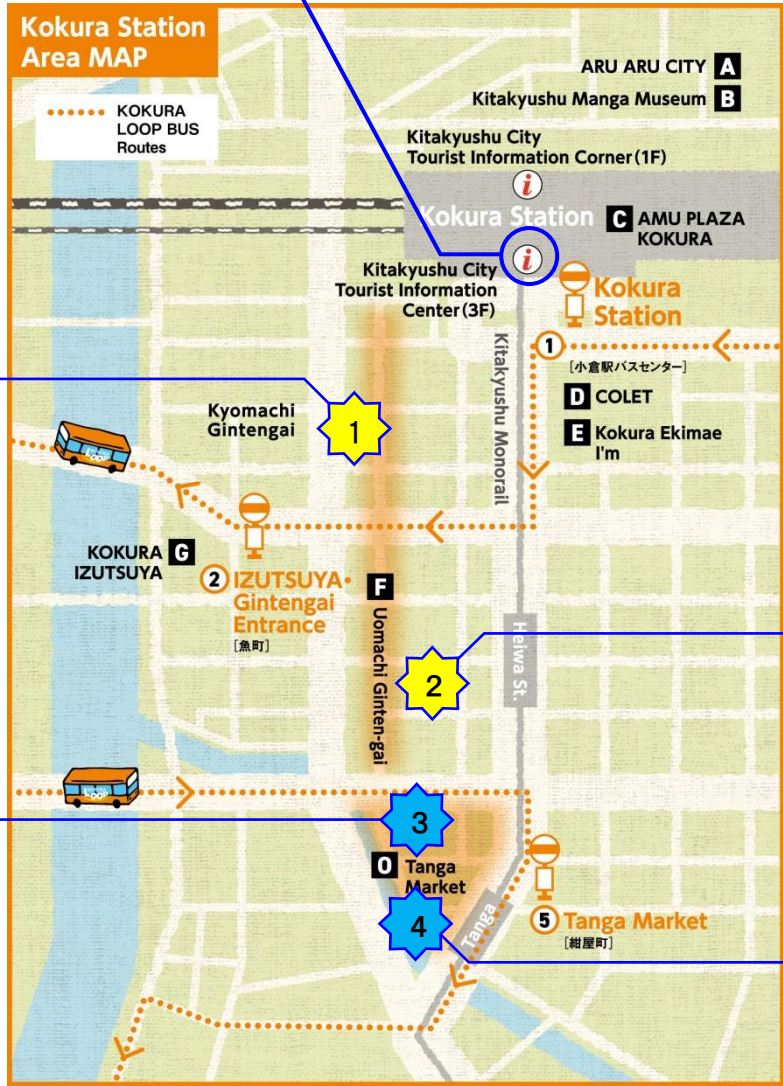 Kokura Station
Area MAP
KOKURA
LOOP BUS
Routes
ARU ARU CITY A
Kitakyushu Manga Museum B
Kitakyushu City
Tourist Information Corner(1F)
i
Kokura Station
C AMU PLAZA
KOKURA
i
Kitakyushu City
Tourist Information
Center(3F)
Kokura
Station
1
[小倉駅バスセンター]
Kitakyushu Monorail
D COLET
E Kokura Ekimae
I'm
Kyomachi
Gintengai
1
LOOP
KOKURA G
IZUTSUYA
2 IZUTSUYA・
Gintengai
Entrance
[魚町]
F
Uomachi Ginten-gai
Heiwa St.
2
LOOP
3
O Tanga
Market
4
Tanga
5 Tanga Market
[紺屋町]